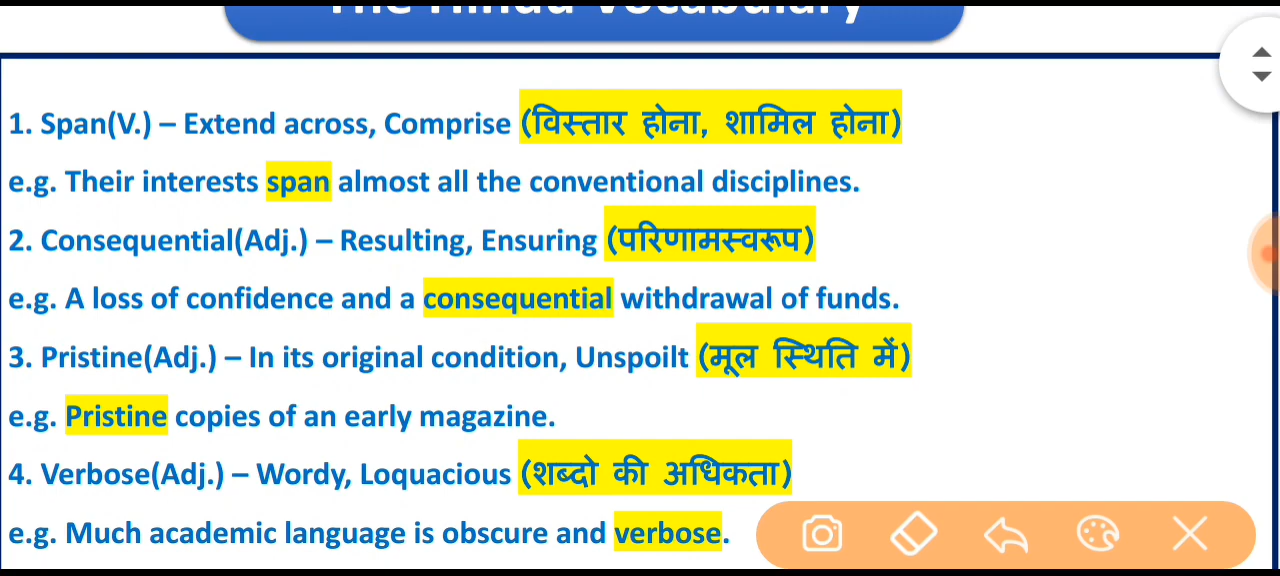 The Hindu Vocabulary
1. Span(V.) – Extend across, Comprise (विस्तार होना, शामिल होना)
e.g. Their interests span almost all the conventional disciplines.
2. Consequential(Adj.) – Resulting, Ensuring (परिणामस्वरूप)
e.g. A loss of confidence and a consequential withdrawal of funds.
3. Pristine(Adj.) – In its original condition, Unspoilt (मूल स्थिति में)
e.g. Pristine copies of an early magazine.
4. Verbose(Adj.) – Wordy, Loquacious (शब्दो की अधिकता)
e.g. Much academic language is obscure and verbose.